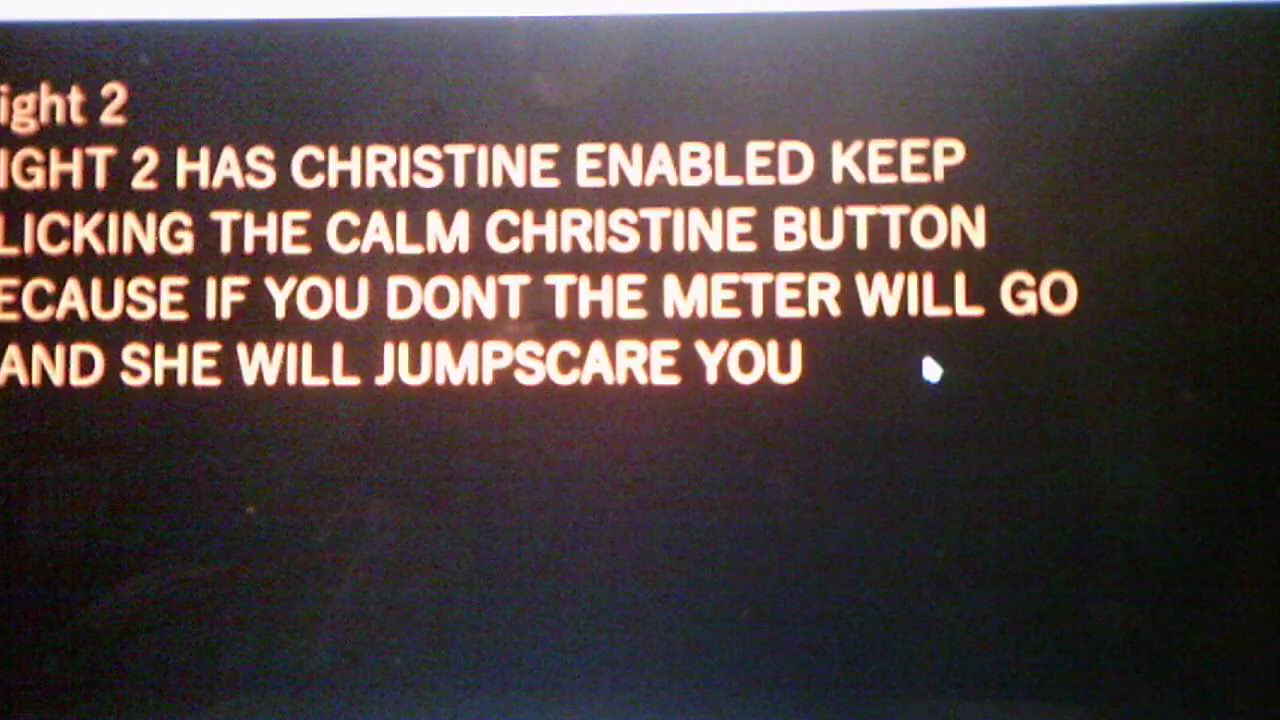 ight 2
IGHT 2 HAS CHRISTINE ENABLED KEEP
LICKING THE CALM CHRISTINE BUTTON
ECAUSE IF YOU DONT THE METER WILL GO
AND SHE WILL JUMPSCARE YOU